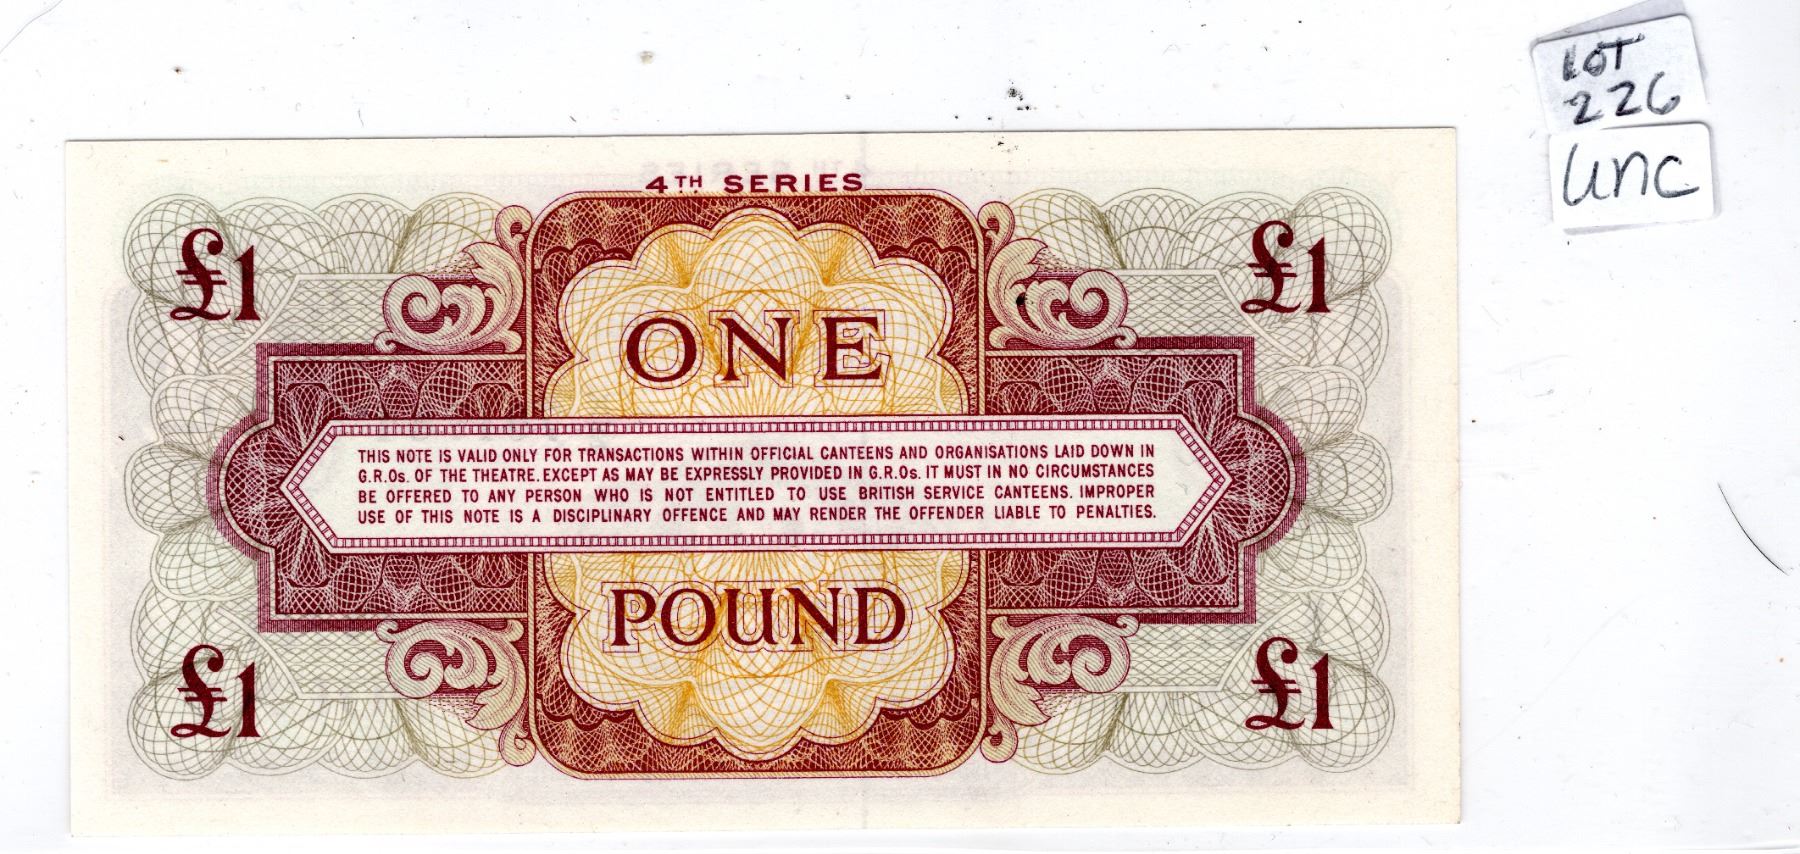 LOT
226
UNC
4TH SERIES
£1 £1
ONE
THIS NOTE IS VALID ONLY FOR TRANSACTIONS WITHIN OFFICIAL CANTEENS AND ORGANISATIONS LAID DOWN IN
G.R.Os. OF THE THEATRE. EXCEPT AS MAY BE EXPRESSLY PROVIDED IN G.R.Os. IT MUST IN NO CIRCUMSTANCES
BE OFFERED TO ANY PERSON WHO IS NOT ENTITLED TO USE BRITISH SERVICE CANTEENS. IMPROPER
USE OF THIS NOTE IS A DISCIPLINARY OFFENCE AND MAY RENDER THE OFFENDER LIABLE TO PENALTIES.
POUND
£1 £1